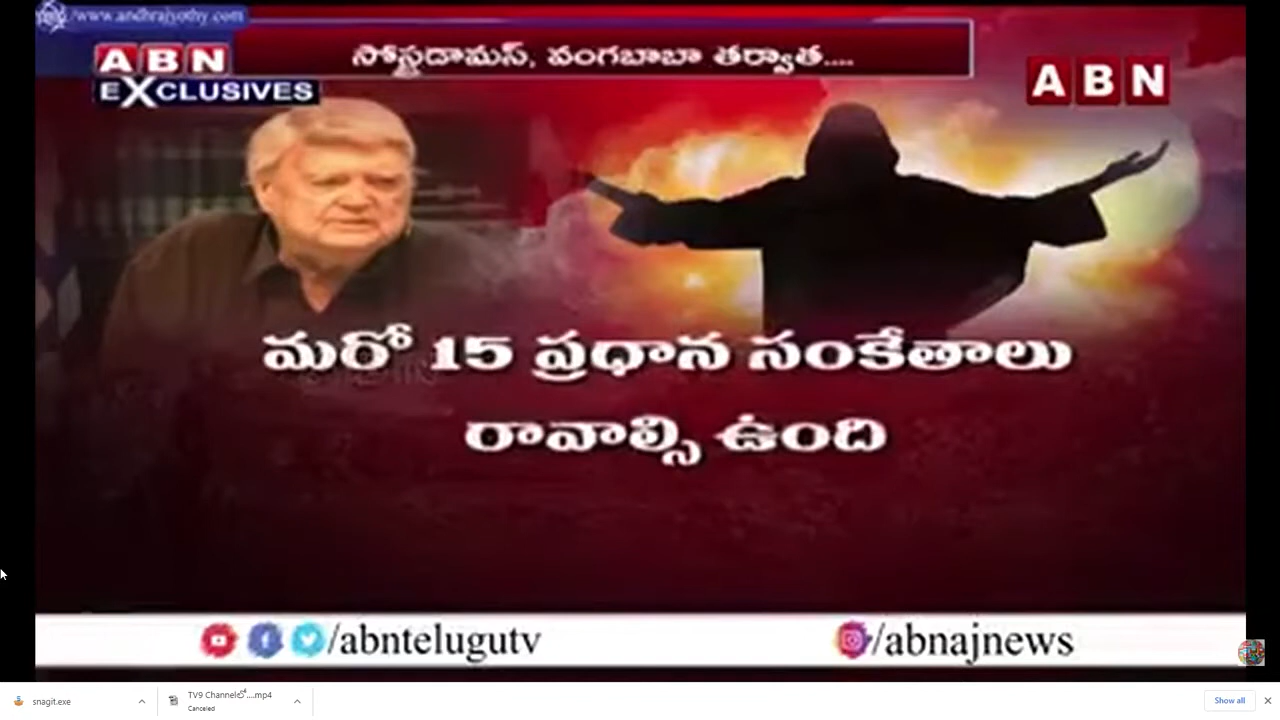 /www.andhrajyothy.com
ABN
EXCLUSIVES
సోస్ట్రడామస్, వంగబాబా తర్వాత....
ABN
మరో 15 ప్రధాన సంకేతాలు
రావాల్సి ఉంది
/abntelugutv
/abnajnews
snagit.exe
TV9 Channelలో....mp4
Canceled
Show all